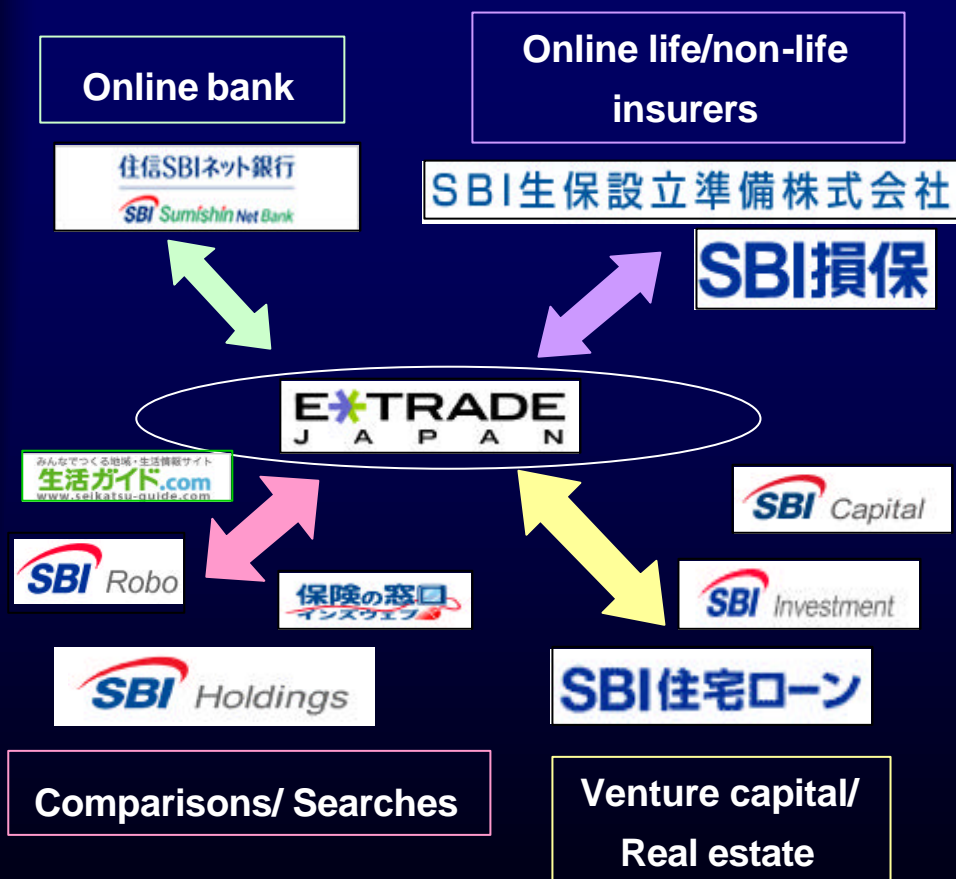 Online bank
Online life/non-life
insurers
住信SBIネット銀行
SBI Sumishin Net Bank
SBI生保設立準備株式会社
SBI損保
E*TRADE
JAPAN
みんなでつくる地域・生活情報サイト
生活ガイド.com
www.seikatsu-guide.com
SBI Capital
SBI Robo
保険の窓口
インズウェブ
SBI Investment
SBI Holdings
SBI住宅ローン
Comparisons/ Searches
Venture capital/
Real estate